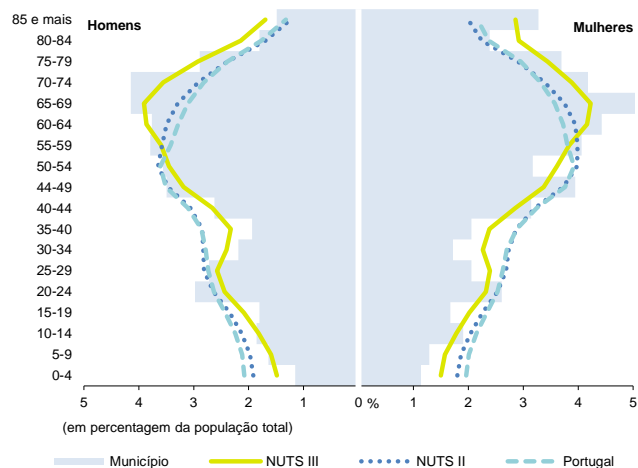 Homens
Mulheres
85 e mais
80-84
75-79
70-74
65-69
60-64
55-59
50-54
44-49
40-44
35-40
30-34
25-29
20-24
15-19
10-14
5-9
0-4
5 4 3 2 1 0 % 1 2 3 4 5
(em percentagem da população total)
Município NUTS III NUTS II Portugal